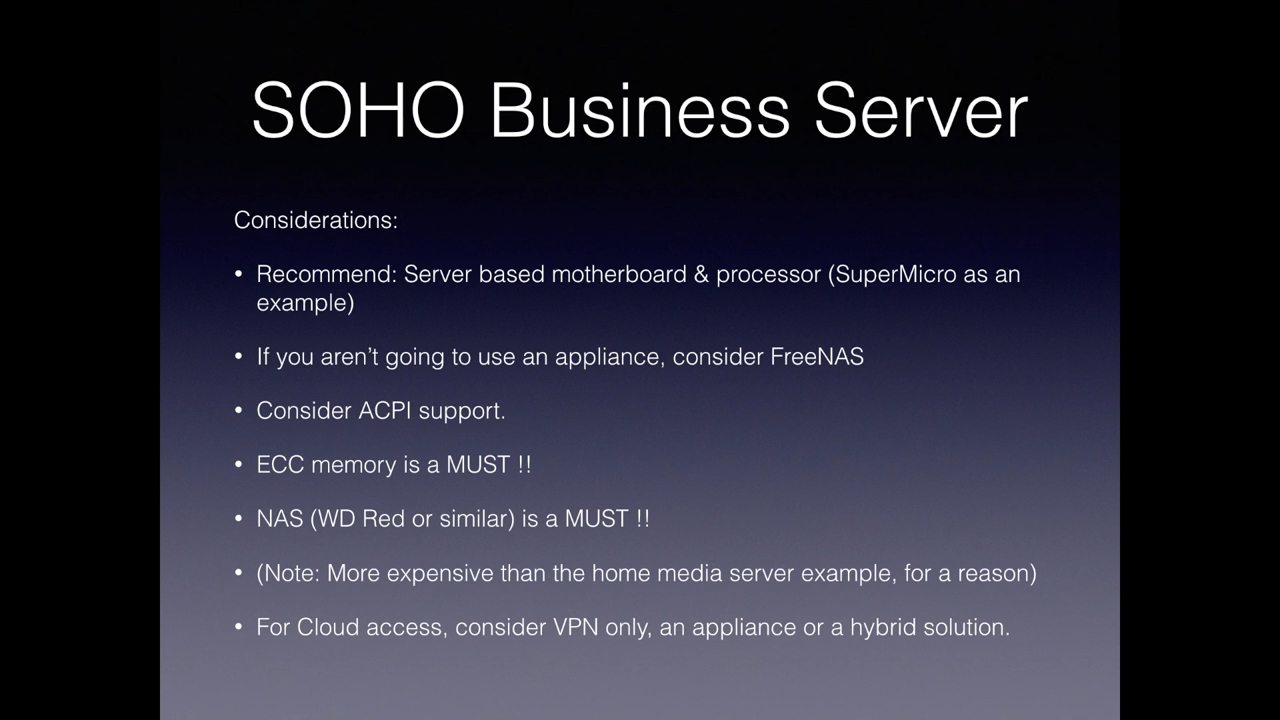 SOHO Business Server
Considerations:
• Recommend: Server based motherboard & processor (SuperMicro as an
example)
• If you aren’t going to use an appliance, consider FreeNAS
• Consider ACPI support.
• ECC memory is a MUST !!
• NAS (WD Red or similar) is a MUST !!
• (Note: More expensive than the home media server example, for a reason)
• For Cloud access, consider VPN only, an appliance or a hybrid solution.